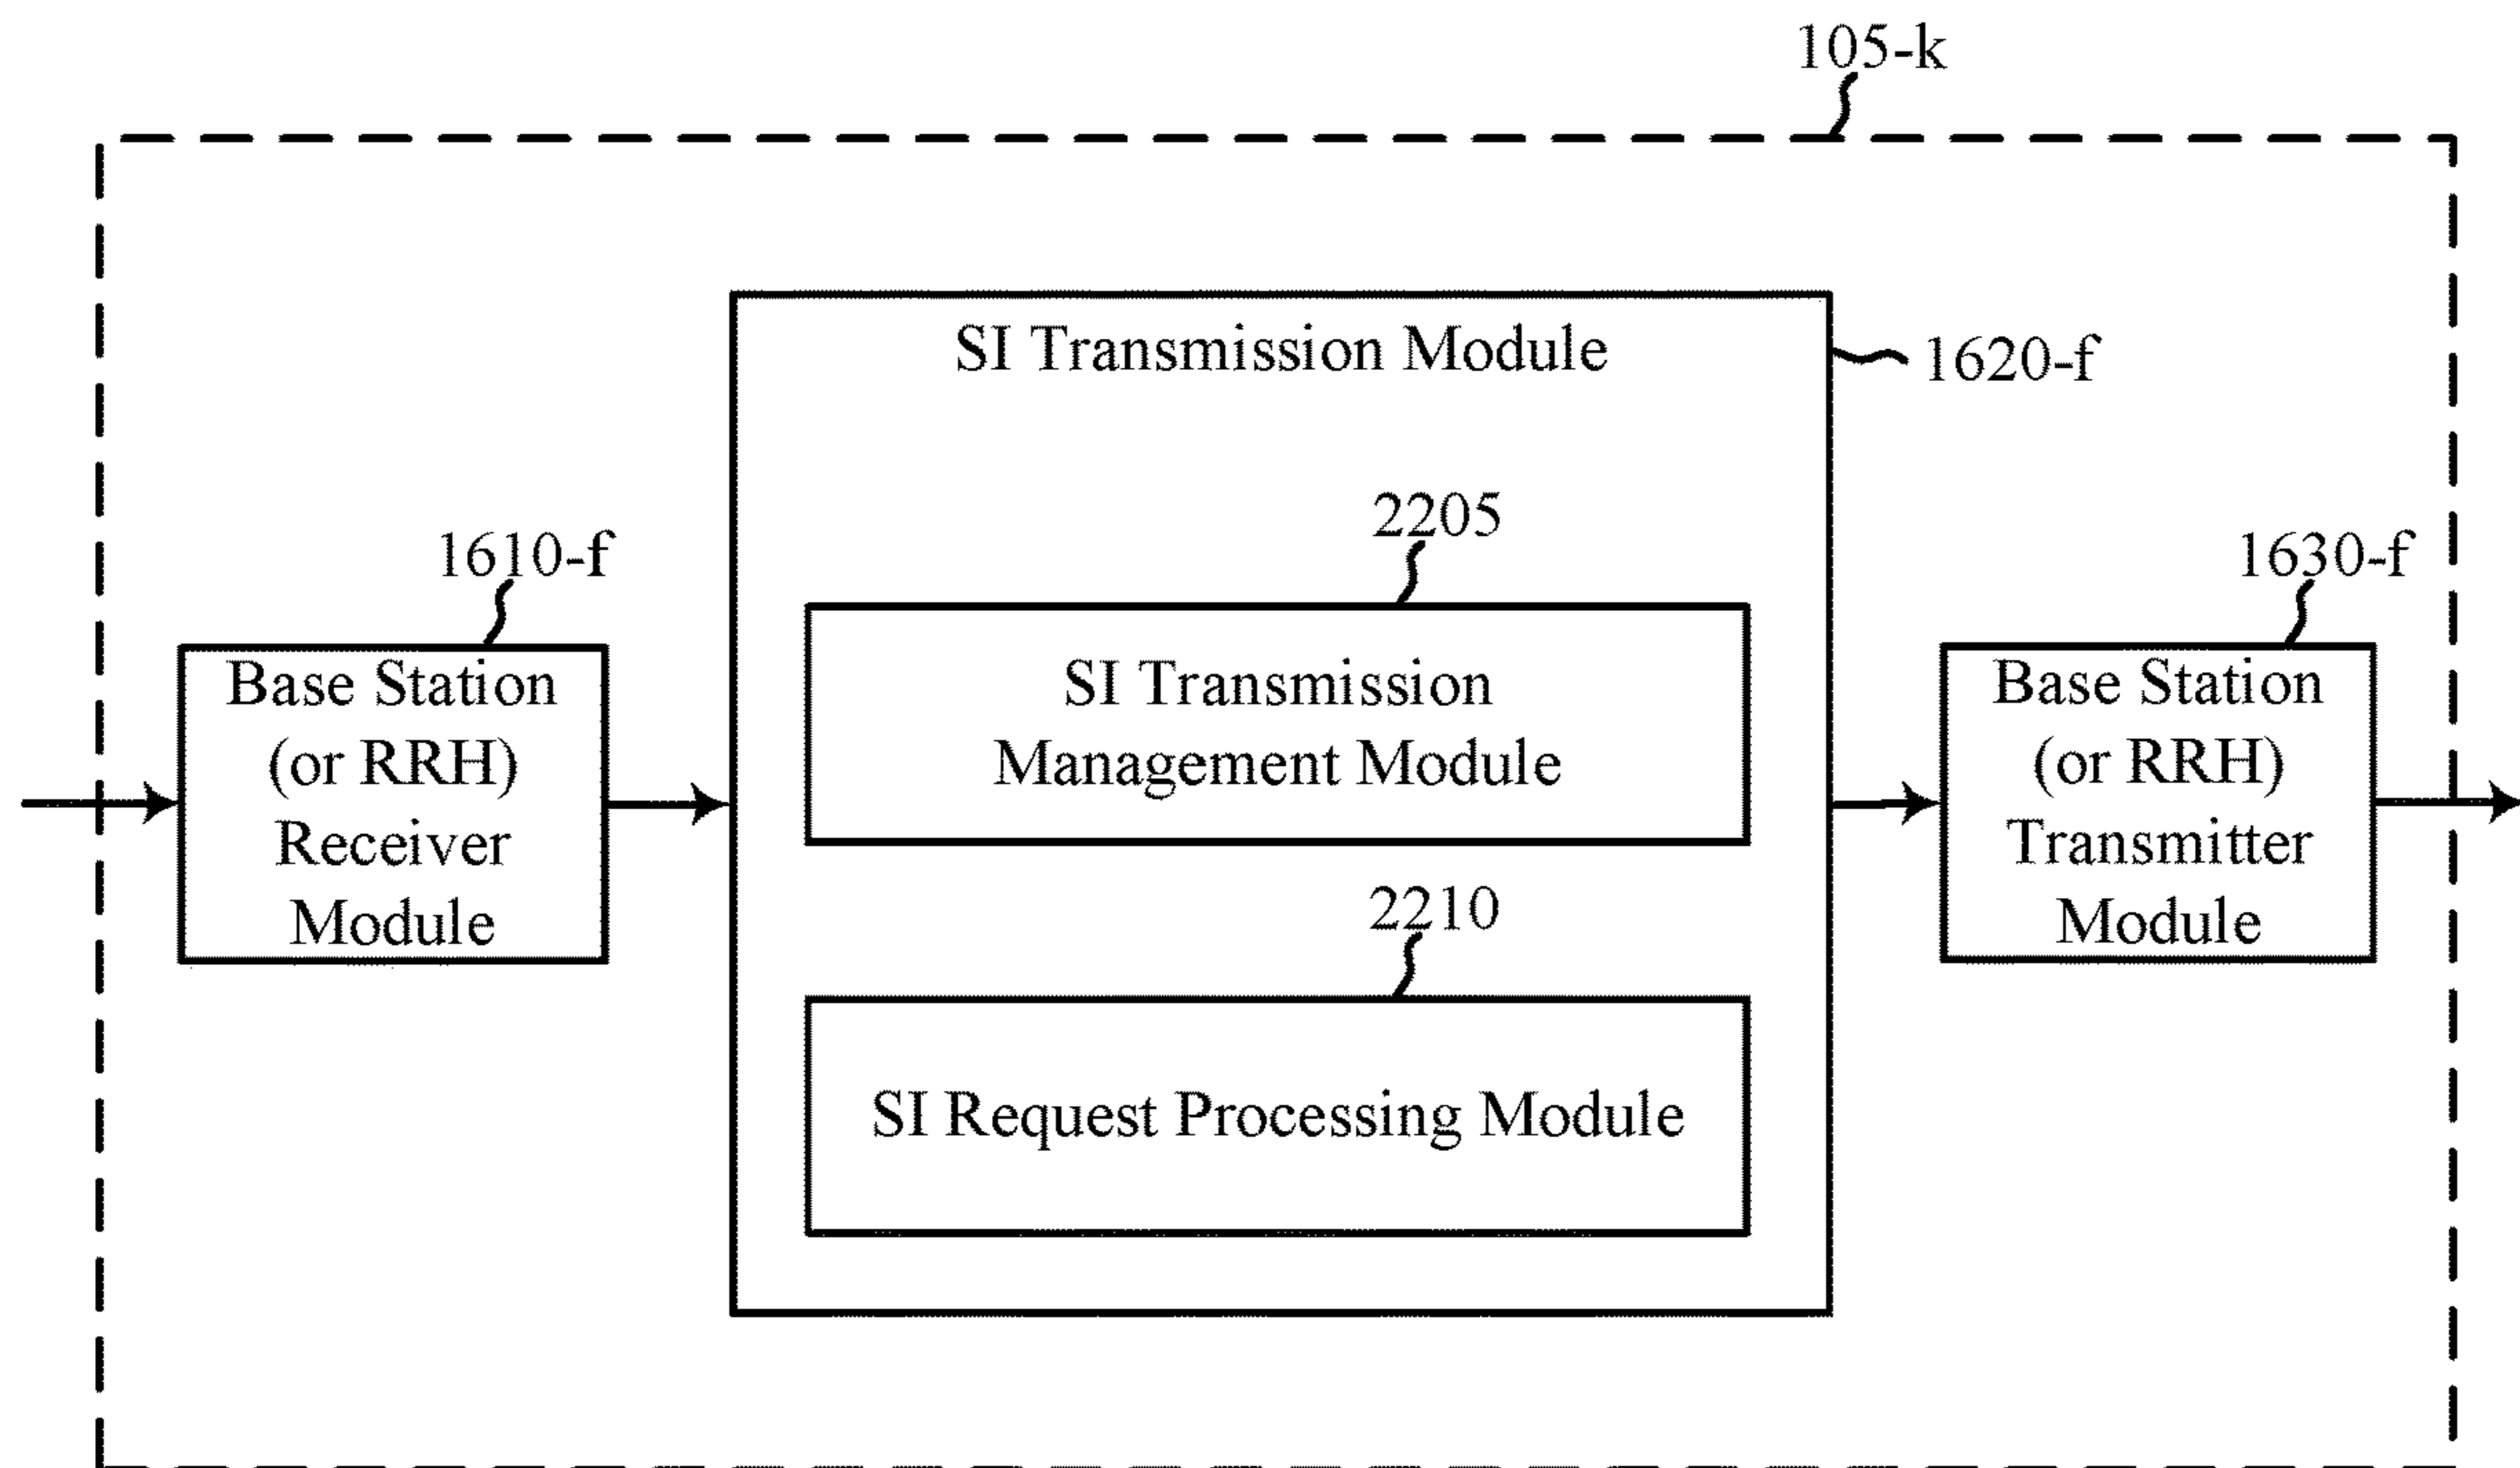 105-k
SI Transmission Module
1620-f
2205
1610-f
1630-f
Base Station
(or RRH)
Receiver
Module
SI Transmission
Management Module
Base Station
(or RRH)
Transmitter
Module
2210
SI Request Processing Module